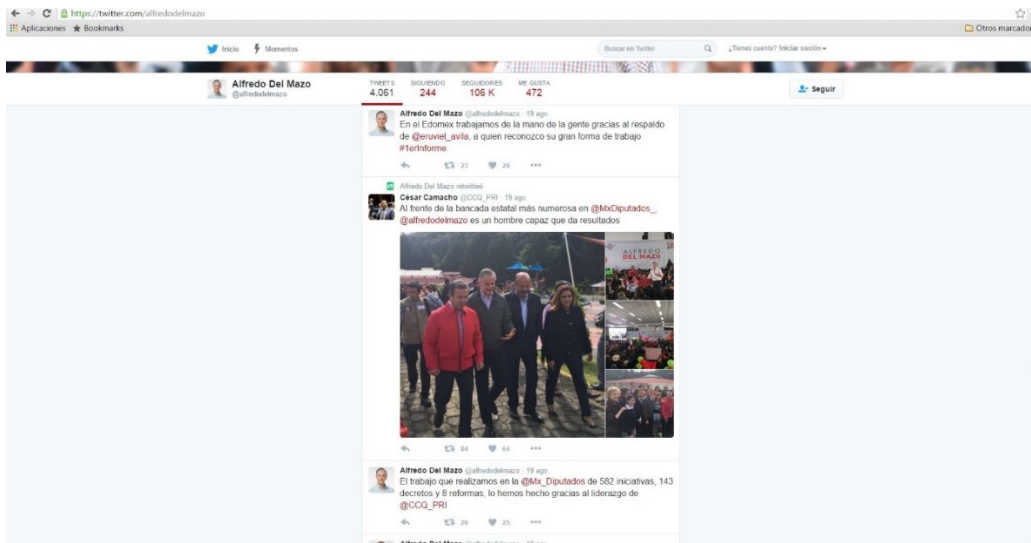 https://twitter.com/alfredodelmazo
Aplicaciones Bookmarks Otros marcador
Inicio Momentos Buscar en Twitter ¿Tienes cuenta? Iniciar sesión
Alfredo Del Mazo
@alfredodelmazo
TWEETS SIGUIENDO SEGUIDORES ME GUSTA
4.061 244 106 K 472
Seguir
Alfredo Del Mazo @alfredodelmazo · 19 ago.
En el Edomex trabajamos de la mano de la gente gracias al respaldo
de @eruviel_avila, a quien reconozco su gran forma de trabajo
#1erInforme
23 28
Alfredo Del Mazo retwitteó
César Camacho @CCQ_PRI · 19 ago.
Al frente de la bancada estatal más numerosa en @MxDiputados_,
@alfredodelmazo es un hombre capaz que da resultados
ALFREDO
DEL MAZO
84 64
Alfredo Del Mazo @alfredodelmazo · 19 ago.
El trabajo que realizamos en la @Mx_Diputados de 582 iniciativas, 143
decretos y 8 reformas, lo hemos hecho gracias al liderazgo de
@CCQ_PRI
26 25